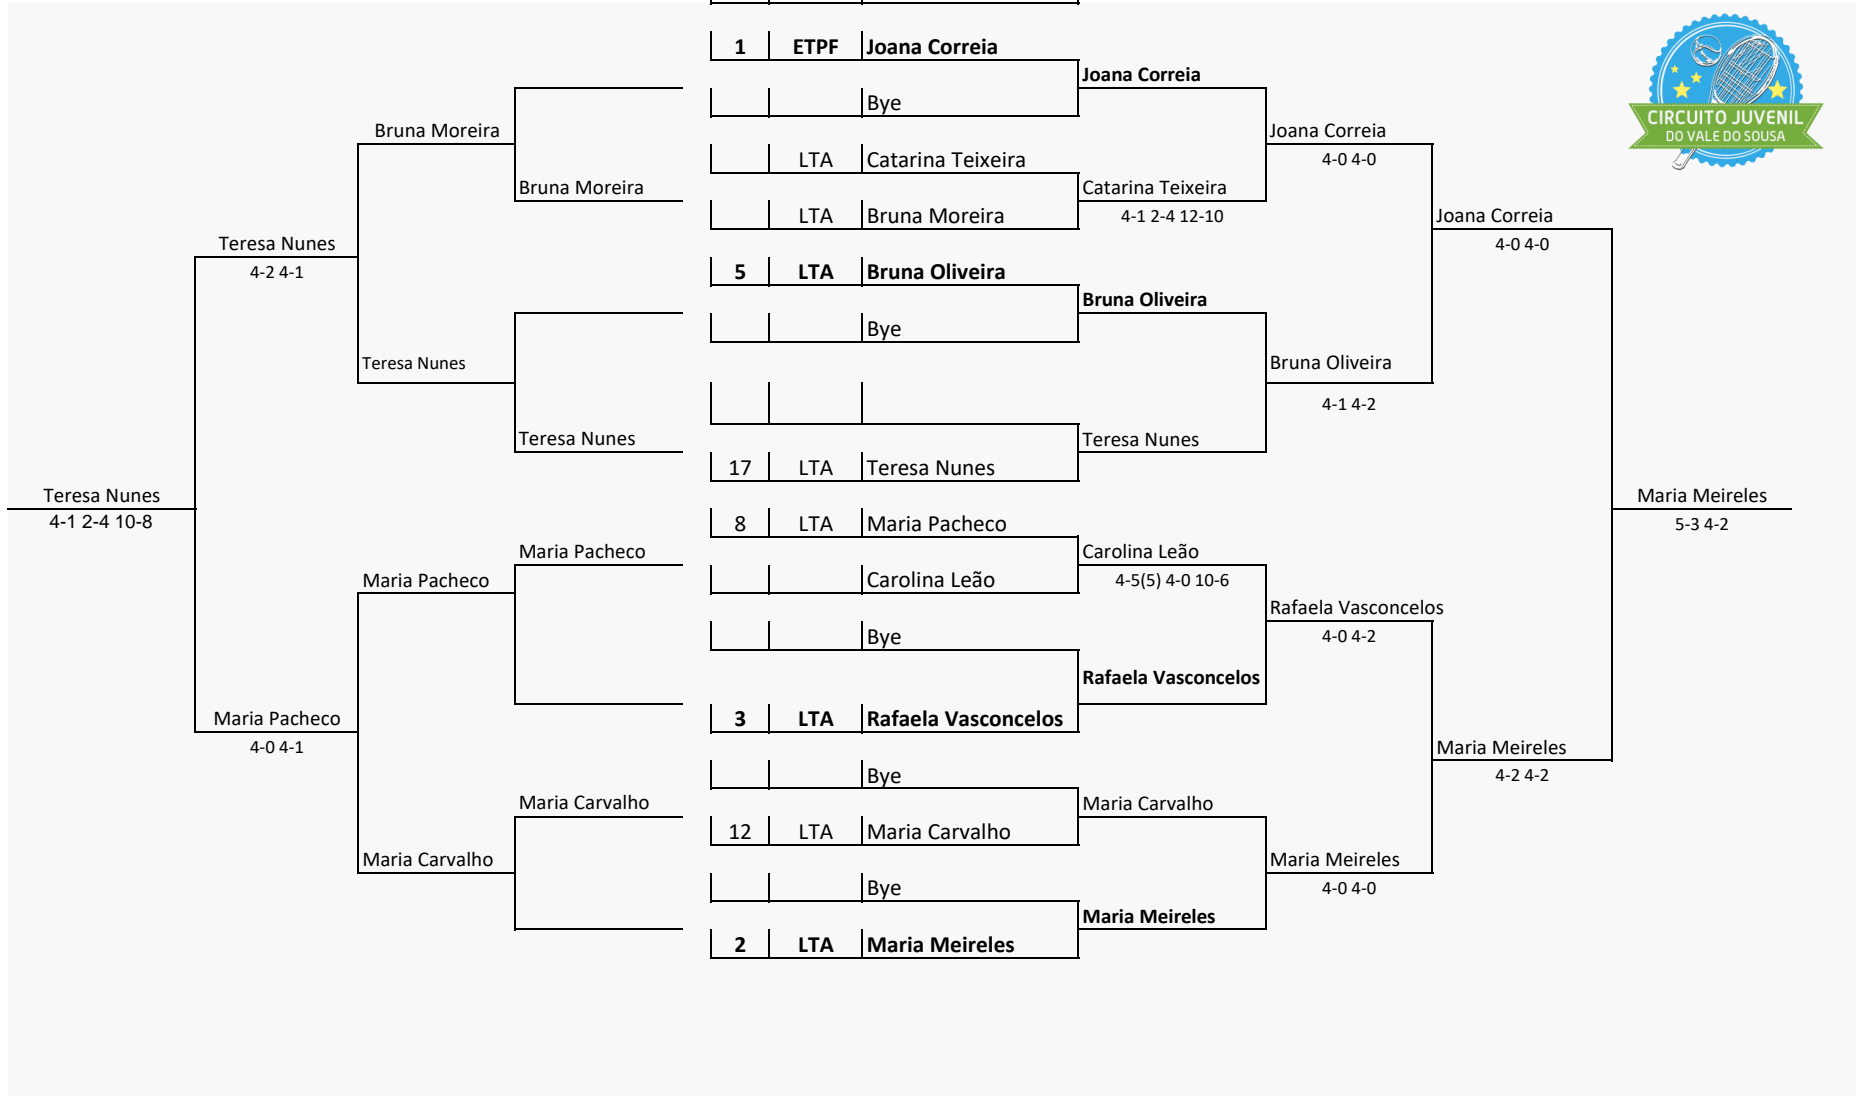 1 ETPF Joana Correia
Joana Correia
Bye
CIRCUITO JUVENIL
DO VALE DO SOUSA
Bruna Moreira
Joana Correia
LTA Catarina Teixeira
4-0 4-0
Bruna Moreira
Catarina Teixeira
LTA Bruna Moreira
4-1 2-4 12-10
Joana Correia
Teresa Nunes
4-0 4-0
4-2 4-1
5 LTA Bruna Oliveira
Bruna Oliveira
Bye
Teresa Nunes
Bruna Oliveira
4-1 4-2
Teresa Nunes
Teresa Nunes
17 LTA Teresa Nunes
Teresa Nunes
Maria Meireles
4-1 2-4 10-8
8 LTA Maria Pacheco
5-3 4-2
Maria Pacheco
Carolina Leão
Maria Pacheco
Carolina Leão
4-5(5) 4-0 10-6
Rafaela Vasconcelos
Bye
4-0 4-2
Rafaela Vasconcelos
Maria Pacheco
3 LTA Rafaela Vasconcelos
4-0 4-1
Maria Meireles
Bye
4-2 4-2
Maria Carvalho
Maria Carvalho
12 LTA Maria Carvalho
Maria Carvalho
Maria Meireles
Bye
4-0 4-0
Maria Meireles
2 LTA Maria Meireles